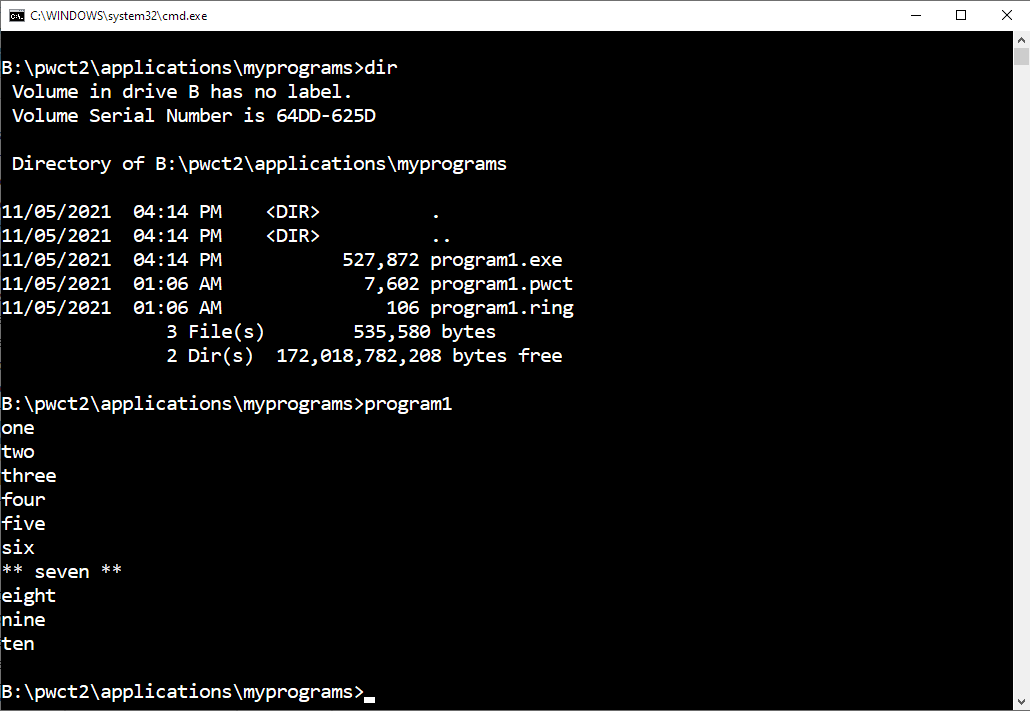 C:\WINDOWS\system32\cmd.exe
B:\pwct2\applications\myprograms>dir
Volume in drive B has no label.
Volume Serial Number is 64DD-625D
Directory of B:\pwct2\applications\myprograms
11/05/2021  04:14 PM    <DIR>          .
11/05/2021  04:14 PM    <DIR>          ..
11/05/2021  04:14 PM           527,872 program1.exe
11/05/2021  01:06 AM             7,602 program1.pwct
11/05/2021  01:06 AM               106 program1.ring
3 File(s)        535,580 bytes
2 Dir(s)  172,018,782,208 bytes free
B:\pwct2\applications\myprograms>program1
one
two
three
four
five
six
** seven **
eight
nine
ten
B:\pwct2\applications\myprograms>_